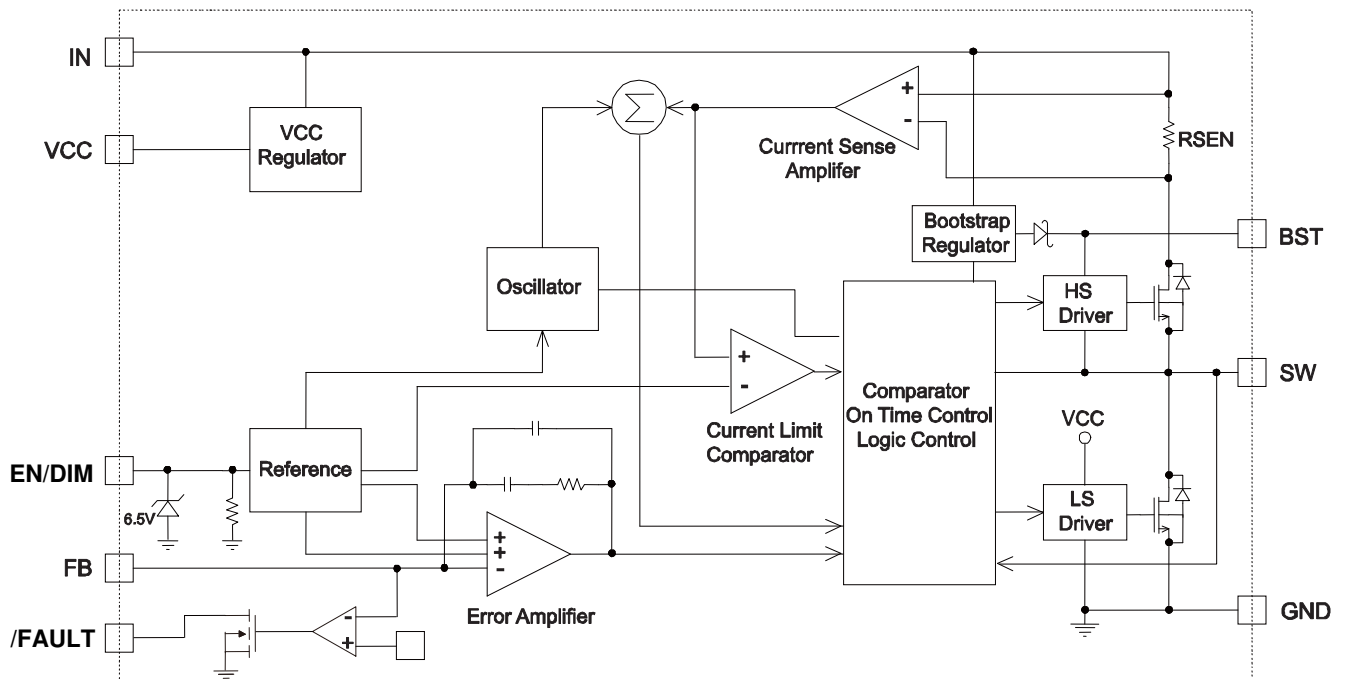 IN
VCC
Regulator
VCC
Σ
+
-
Currrent Sense
Amplifer
RSEN
Bootstrap
Regulator
BST
Oscillator
HS
Driver
+
-
Current Limit
Comparator
Comparator
On Time Control
Logic Control
SW
VCC
EN/DIM
6.5V
Reference
LS
Driver
+
+
-
Error Amplifier
FB
/FAULT
-
+
GND